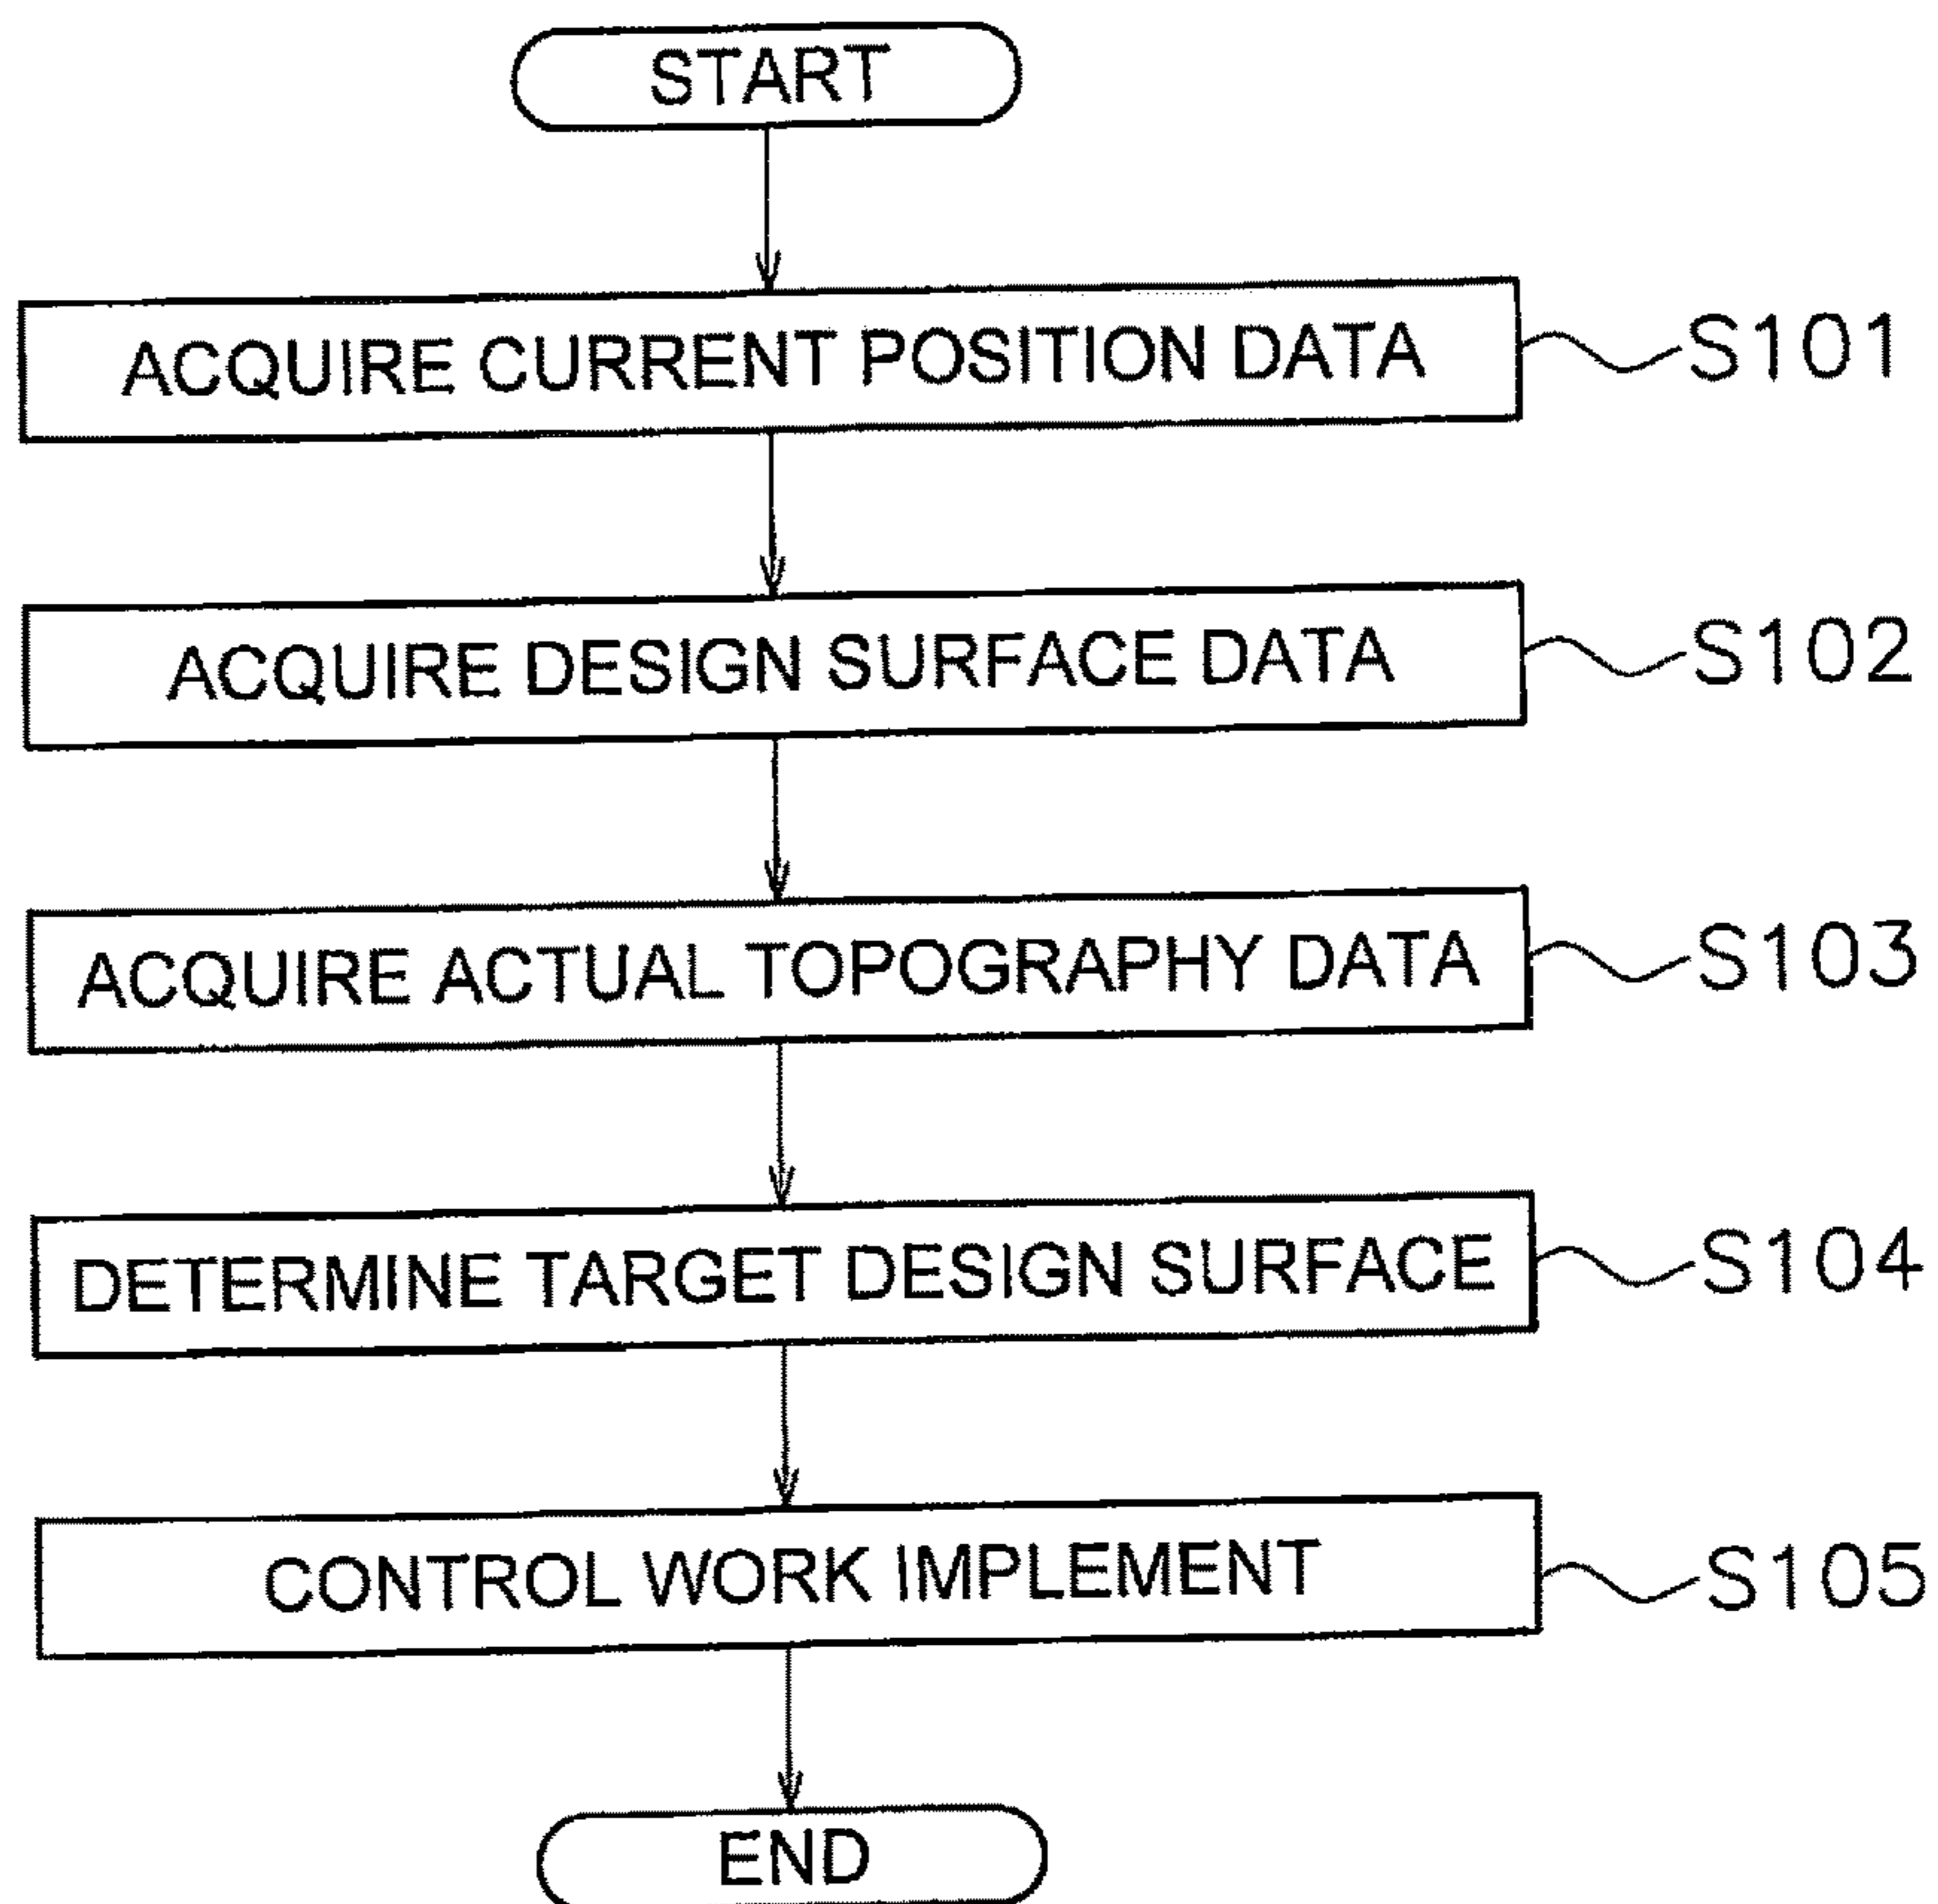 START
ACQUIRE CURRENT POSITION DATA S101
ACQUIRE DESIGN SURFACE DATA S102
ACQUIRE ACTUAL TOPOGRAPHY DATA S103
DETERMINE TARGET DESIGN SURFACE S104
CONTROL WORK IMPLEMENT S105
END